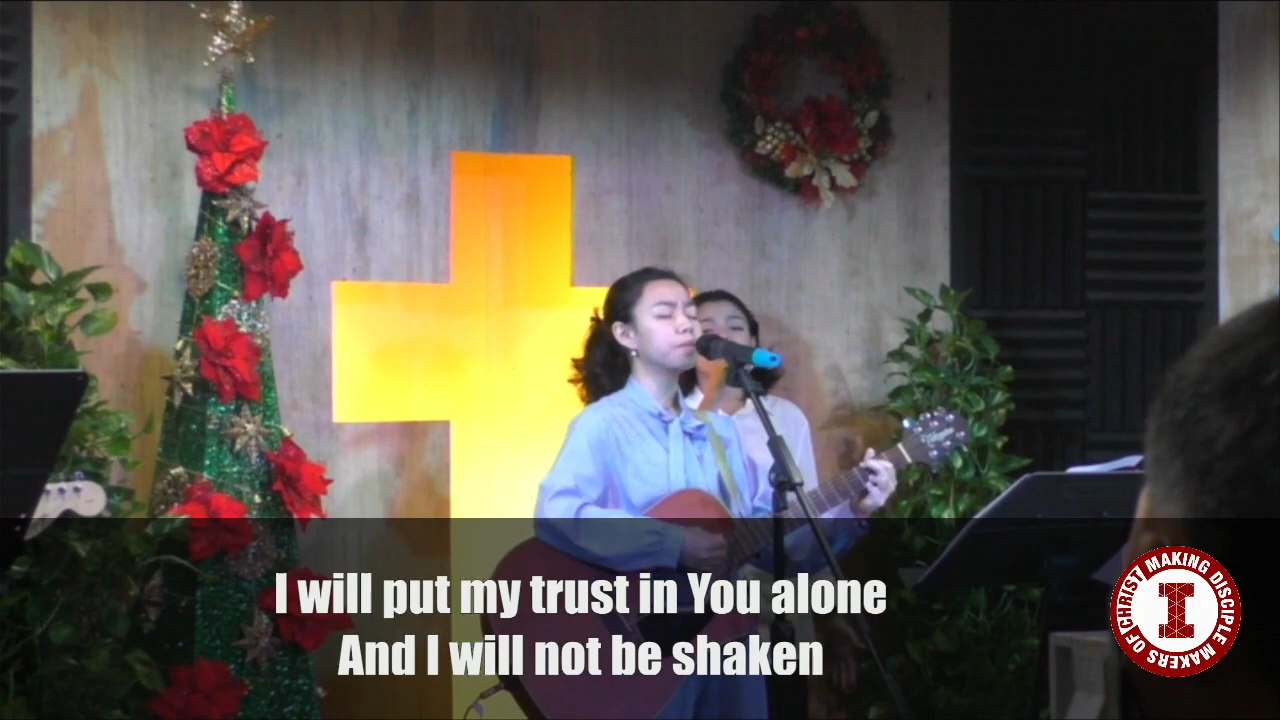 I will put my trust in You alone
And I will not be shaken
CHRIST MAKING DISCIPLE MAKERS OF
I